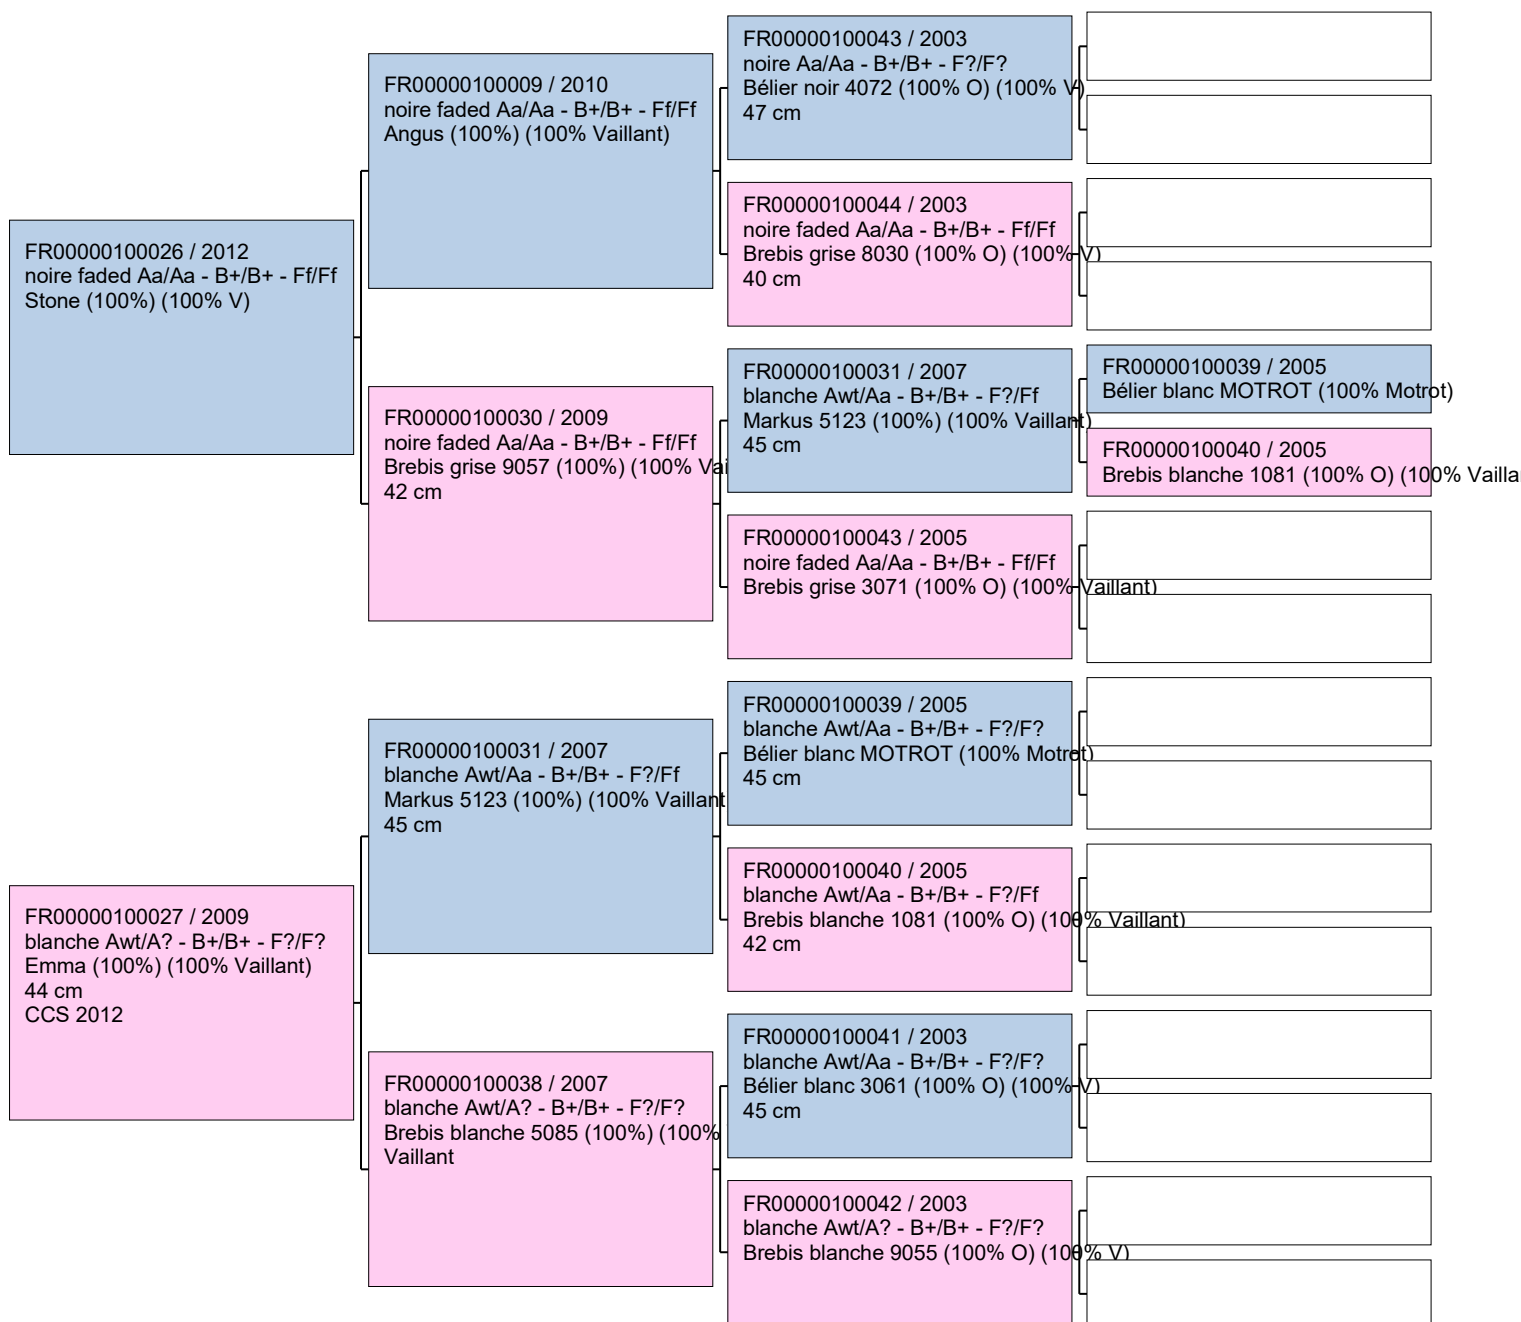 FR00000100026 / 2012
noire faded Aa/Aa - B+/B+ - Ff/Ff
Stone (100%) (100% V)
FR00000100027 / 2009
blanche Awt/A? - B+/B+ - F?/F?
Emma (100%) (100% Vaillant)
44 cm
CCS 2012
FR00000100009 / 2010
noire faded Aa/Aa - B+/B+ - Ff/Ff
Angus (100%) (100% Vaillant)
FR00000100030 / 2009
noire faded Aa/Aa - B+/B+ - Ff/Ff
Brebis grise 9057 (100%) (100% Vai
42 cm
FR00000100031 / 2007
blanche Awt/Aa - B+/B+ - F?/Ff
Markus 5123 (100%) (100% Vaillant
45 cm
FR00000100038 / 2007
blanche Awt/A? - B+/B+ - F?/F?
Brebis blanche 5085 (100%) (100%
Vaillant
FR00000100043 / 2003
noire Aa/Aa - B+/B+ - F?/F?
Bélier noir 4072 (100% O) (100% V)
47 cm
FR00000100044 / 2003
noire faded Aa/Aa - B+/B+ - Ff/Ff
Brebis grise 8030 (100% O) (100% V)
40 cm
FR00000100031 / 2007
blanche Awt/Aa - B+/B+ - F?/Ff
Markus 5123 (100%) (100% Vaillant)
45 cm
FR00000100043 / 2005
noire faded Aa/Aa - B+/B+ - Ff/Ff
Brebis grise 3071 (100% O) (100% Vaillant)
FR00000100039 / 2005
blanche Awt/Aa - B+/B+ - F?/F?
Bélier blanc MOTROT (100% Motrot)
45 cm
FR00000100040 / 2005
blanche Awt/Aa - B+/B+ - F?/Ff
Brebis blanche 1081 (100% O) (100% Vaillant)
42 cm
FR00000100041 / 2003
blanche Awt/Aa - B+/B+ - F?/F?
Bélier blanc 3061 (100% O) (100% V)
45 cm
FR00000100042 / 2003
blanche Awt/A? - B+/B+ - F?/F?
Brebis blanche 9055 (100% O) (100% V)
FR00000100039 / 2005
Bélier blanc MOTROT (100% Motrot)
FR00000100040 / 2005
Brebis blanche 1081 (100% O) (100% Vailla